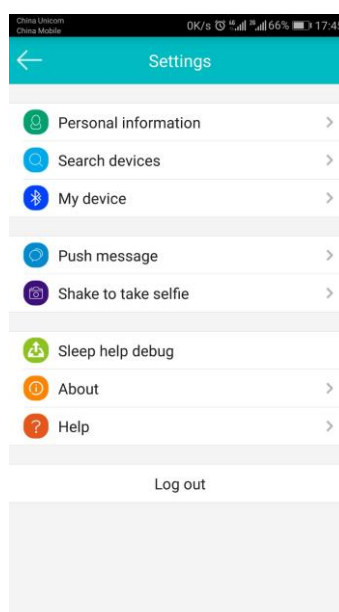 China Unicom
China Mobile
0K/s 66% 17:45
Settings
Personal information
Search devices
My device
Push message
Shake to take selfie
Sleep help debug
About
Help
Log out